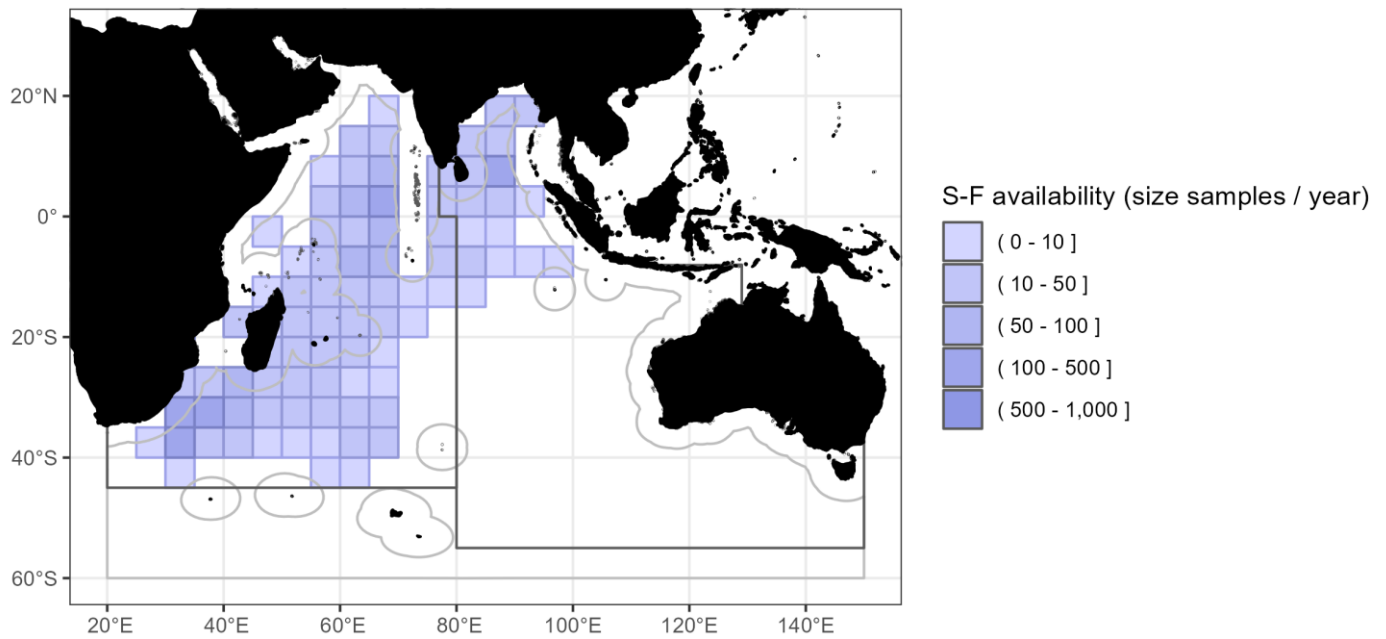 20°N
0°
20°S
40°S
60°S
20°E
40°E
60°E
80°E
100°E
120°E
140°E
S-F availability (size samples / year)
( 0 - 10 ]
( 10 - 50 ]
( 50 - 100 ]
( 100 - 500 ]
( 500 - 1,000 ]